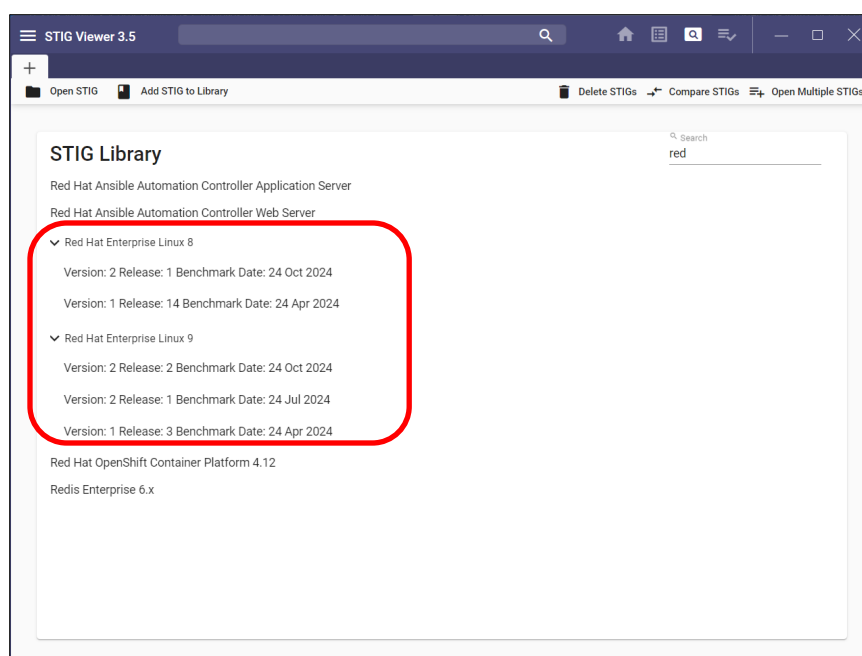 STIG Viewer 3.5
+
Open STIG Add STIG to Library Delete STIGs Compare STIGs Open Multiple STIGs
Search
STIG Library red
Red Hat Ansible Automation Controller Application Server
Red Hat Ansible Automation Controller Web Server
Red Hat Enterprise Linux 8
Version: 2 Release: 1 Benchmark Date: 24 Oct 2024
Version: 1 Release: 14 Benchmark Date: 24 Apr 2024
Red Hat Enterprise Linux 9
Version: 2 Release: 2 Benchmark Date: 24 Oct 2024
Version: 2 Release: 1 Benchmark Date: 24 Jul 2024
Version: 1 Release: 3 Benchmark Date: 24 Apr 2024
Red Hat OpenShift Container Platform 4.12
Redis Enterprise 6.x